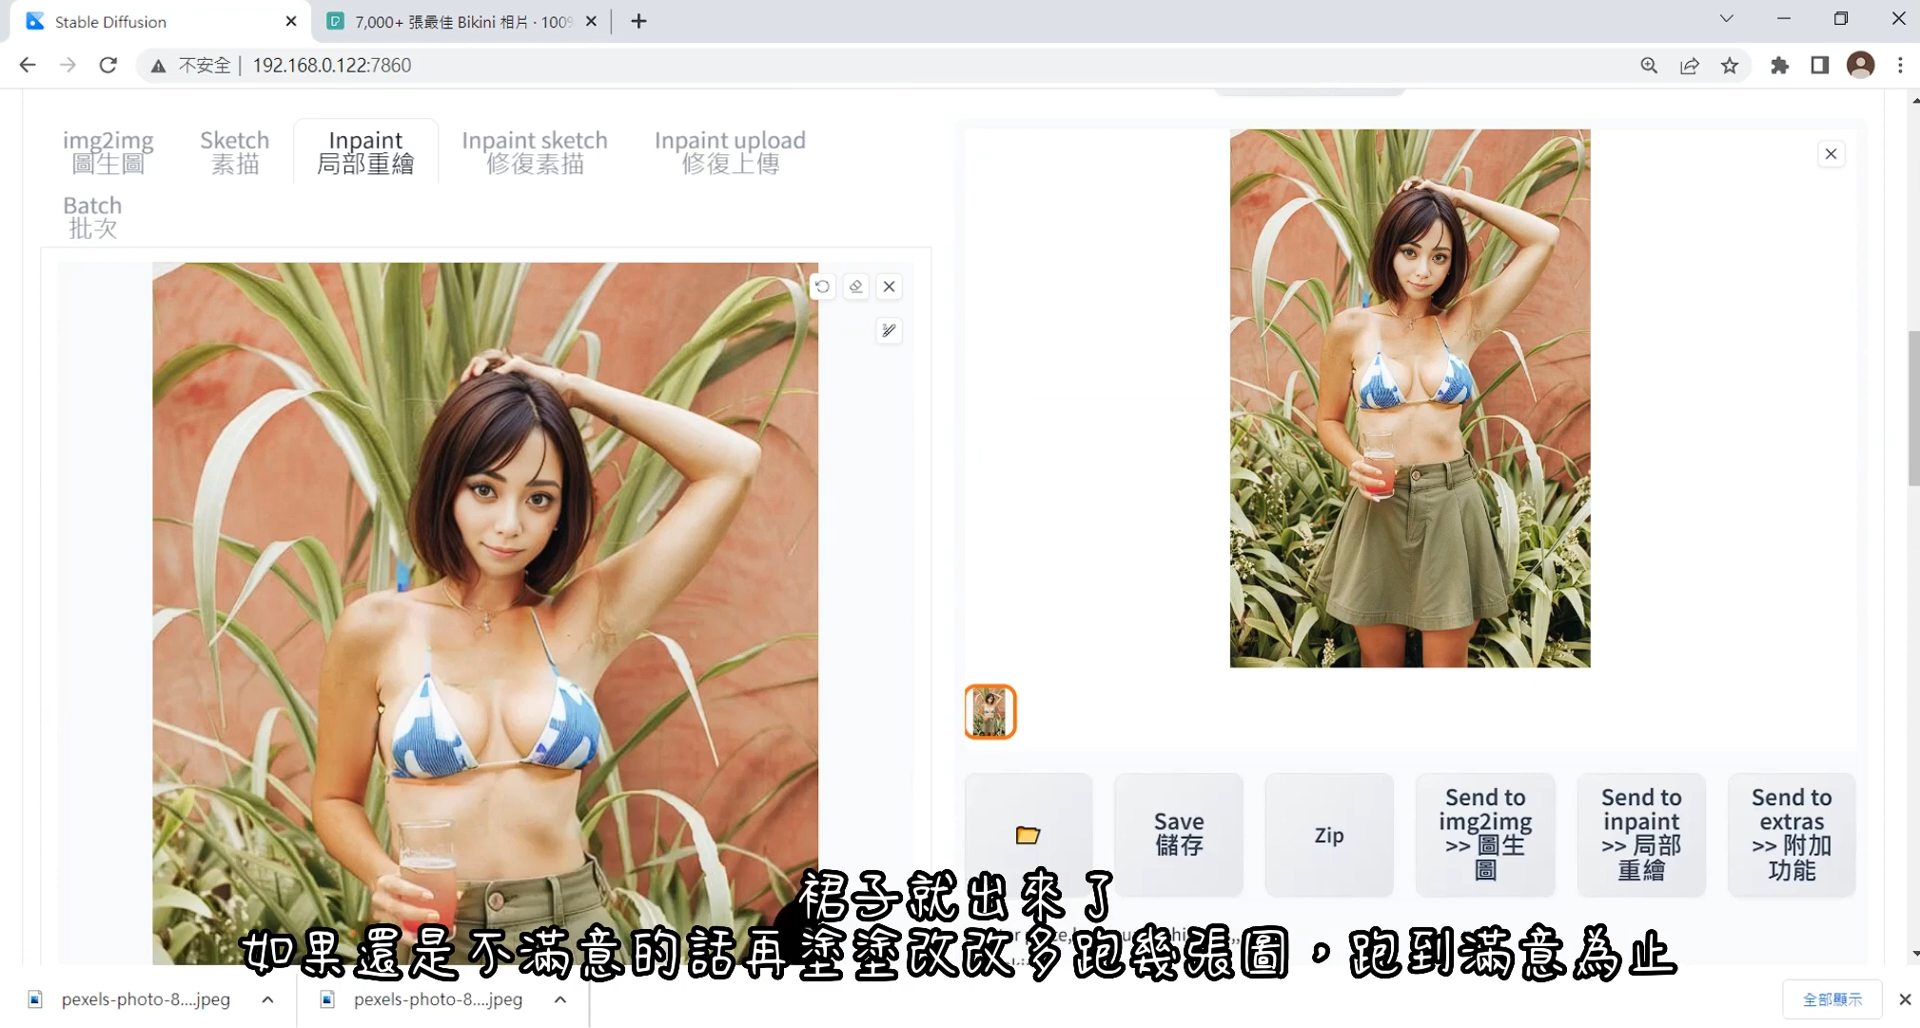 Stable Diffusion
7,000+ 張最佳 Bikini 相片 · 100%
不安全 | 192.168.0.122:7860
img2img
圖生圖
Sketch
素描
Inpaint
局部重繪
Inpaint sketch
修復素描
Inpaint upload
修復上傳
Batch
批次
Save
儲存
Zip
Send to
img2img
>> 圖生
圖
Send to
inpaint
>> 局部
重繪
Send to
extras
>> 附加
功能
裙子就出來了
如果還是不滿意的話再塗塗改改多跑幾張圖，跑到滿意為止
pexels-photo-8....jpeg
pexels-photo-8....jpeg
全部顯示